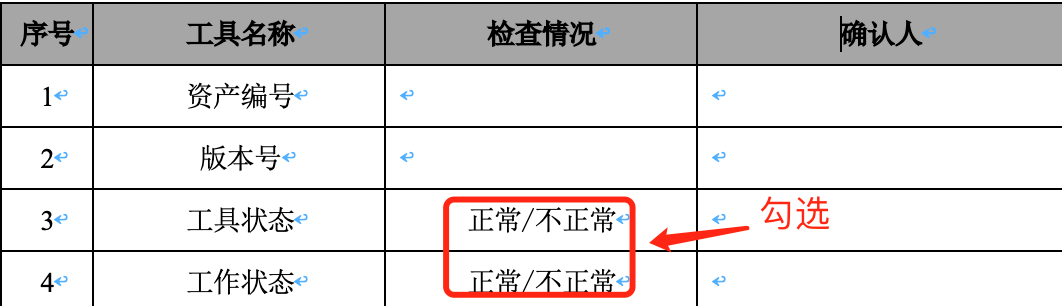 序号 工具名称 检查情况 确认人
1 资产编号
2 版本号
3 工具状态 正常/不正常 勾选
4 工作状态 正常/不正常